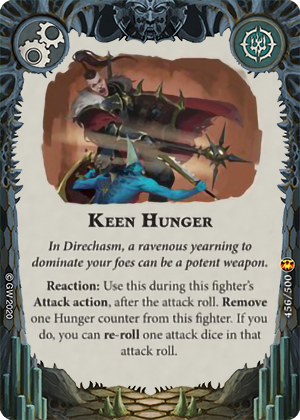 KEEN HUNGER
In Direchasm, a ravenous yearning to
dominate your foes can be a potent weapon.
Reaction: Use this during this fighter's
Attack action, after the attack roll. Remove
one Hunger counter from this fighter. If you
do, you can re-roll one attack dice in that
attack roll.
© GW 2020
456/500